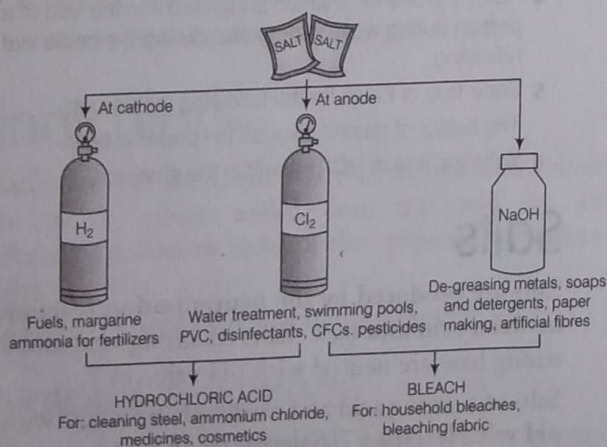 SALT SALT
At cathode
At anode
H2
Cl2
NaOH
Fuels, margarine
ammonia for fertilizers
Water treatment, swimming pools,
PVC, disinfectants, CFCs. pesticides
De-greasing metals, soaps
and detergents, paper
making, artificial fibres
HYDROCHLORIC ACID
For: cleaning steel, ammonium chloride,
medicines, cosmetics
BLEACH
For: household bleaches,
bleaching fabric